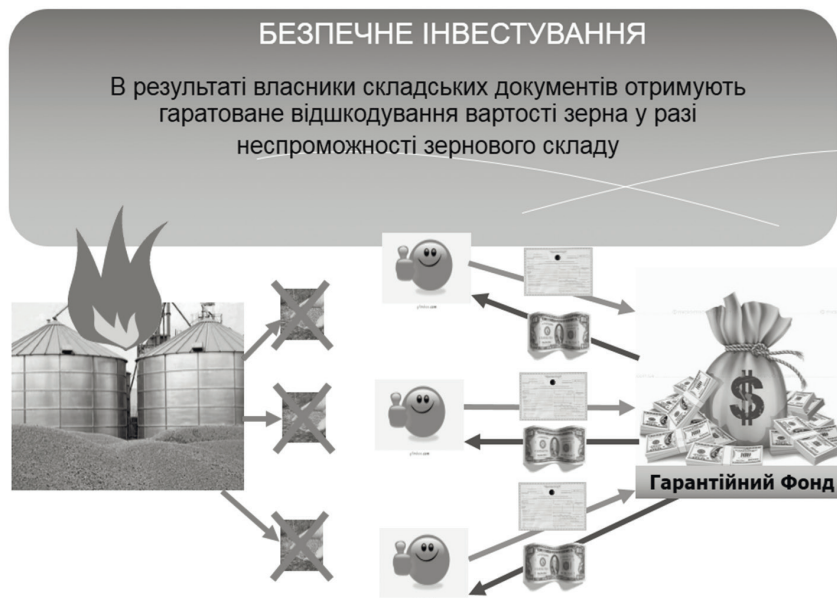 БЕЗПЕЧНЕ ІНВЕСТУВАННЯ
В результаті власники складських документів отримують
гаратоване відшкодування вартості зерна у разі
неспроможності зернового складу
$
Гарантійний Фонд